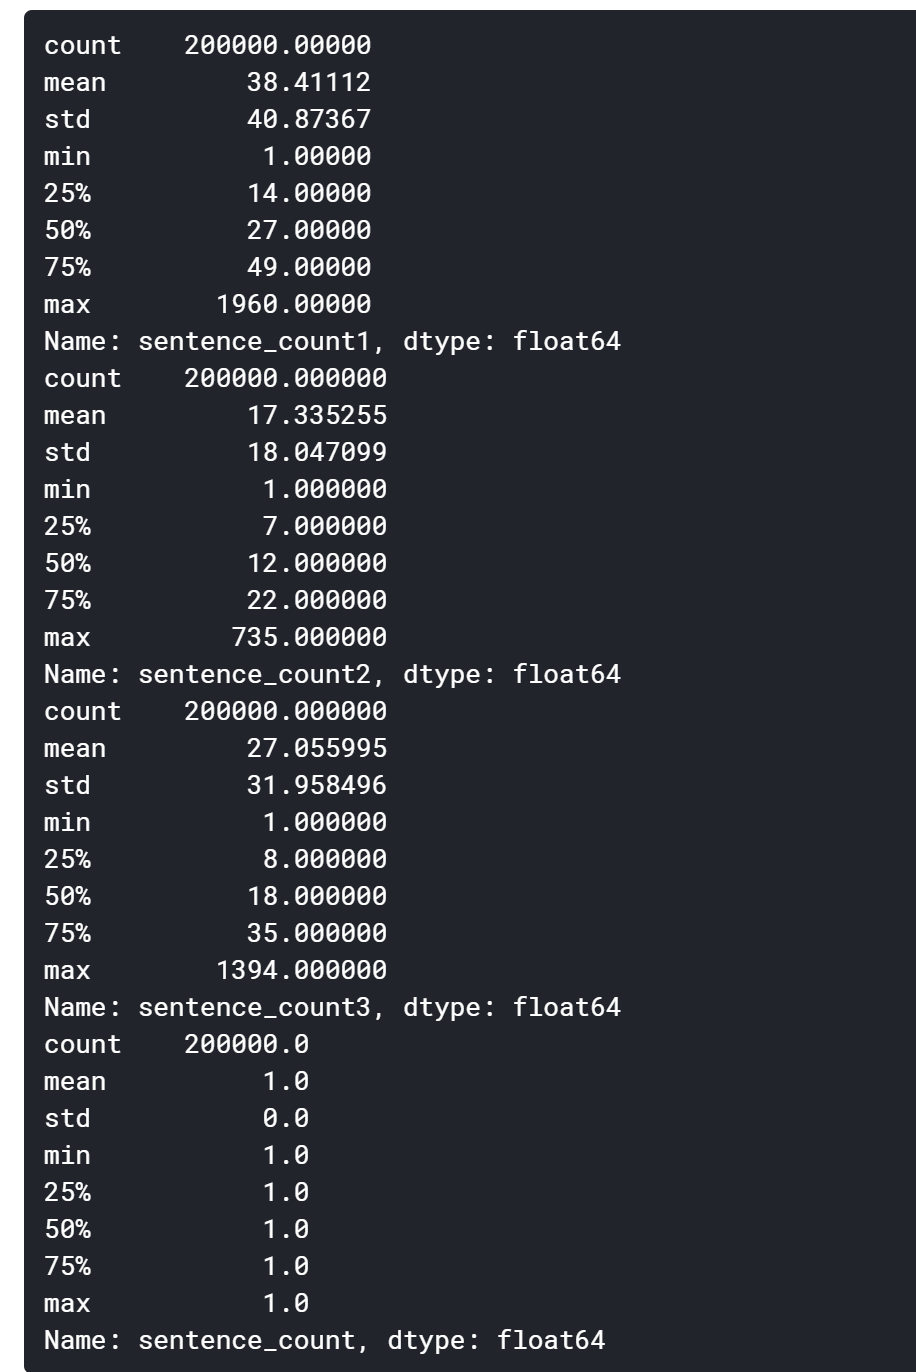 count    200000.00000
mean         38.41112
std          40.87367
min           1.00000
25%          14.00000
50%          27.00000
75%          49.00000
max        1960.00000
Name: sentence_count1, dtype: float64
count    200000.000000
mean         17.335255
std          18.047099
min           1.000000
25%           7.000000
50%          12.000000
75%          22.000000
max         735.000000
Name: sentence_count2, dtype: float64
count    200000.000000
mean         27.055995
std          31.958496
min           1.000000
25%           8.000000
50%          18.000000
75%          35.000000
max        1394.000000
Name: sentence_count3, dtype: float64
count    200000.0
mean          1.0
std           0.0
min           1.0
25%           1.0
50%           1.0
75%           1.0
max           1.0
Name: sentence_count, dtype: float64